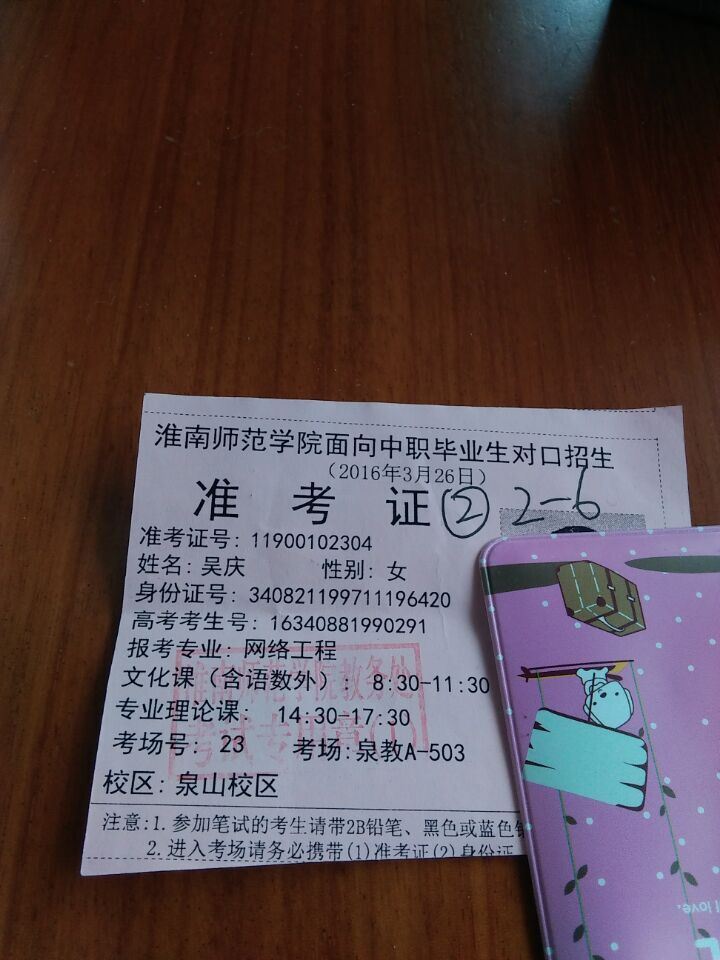 淮南师范学院面向中职毕业生对口招生
（2016年3月26日）
准 考 证 ② 2-6
准考证号: 11900102304
姓名: 吴庆 性别: 女
身份证号: 340821199711196420
高考考生号: 16340881990291
报考专业: 网络工程
文化课（含语数外）: 8:30-11:30
专业理论课: 14:30-17:30
考场号: 23 考场: 泉教A-503
校区: 泉山校区
淮南师范学院教务处
考试专用章(1)
注意:1. 参加笔试的考生请带2B铅笔、黑色或蓝色
2. 进入考场请务必携带(1)准考证(2)身份证
love.